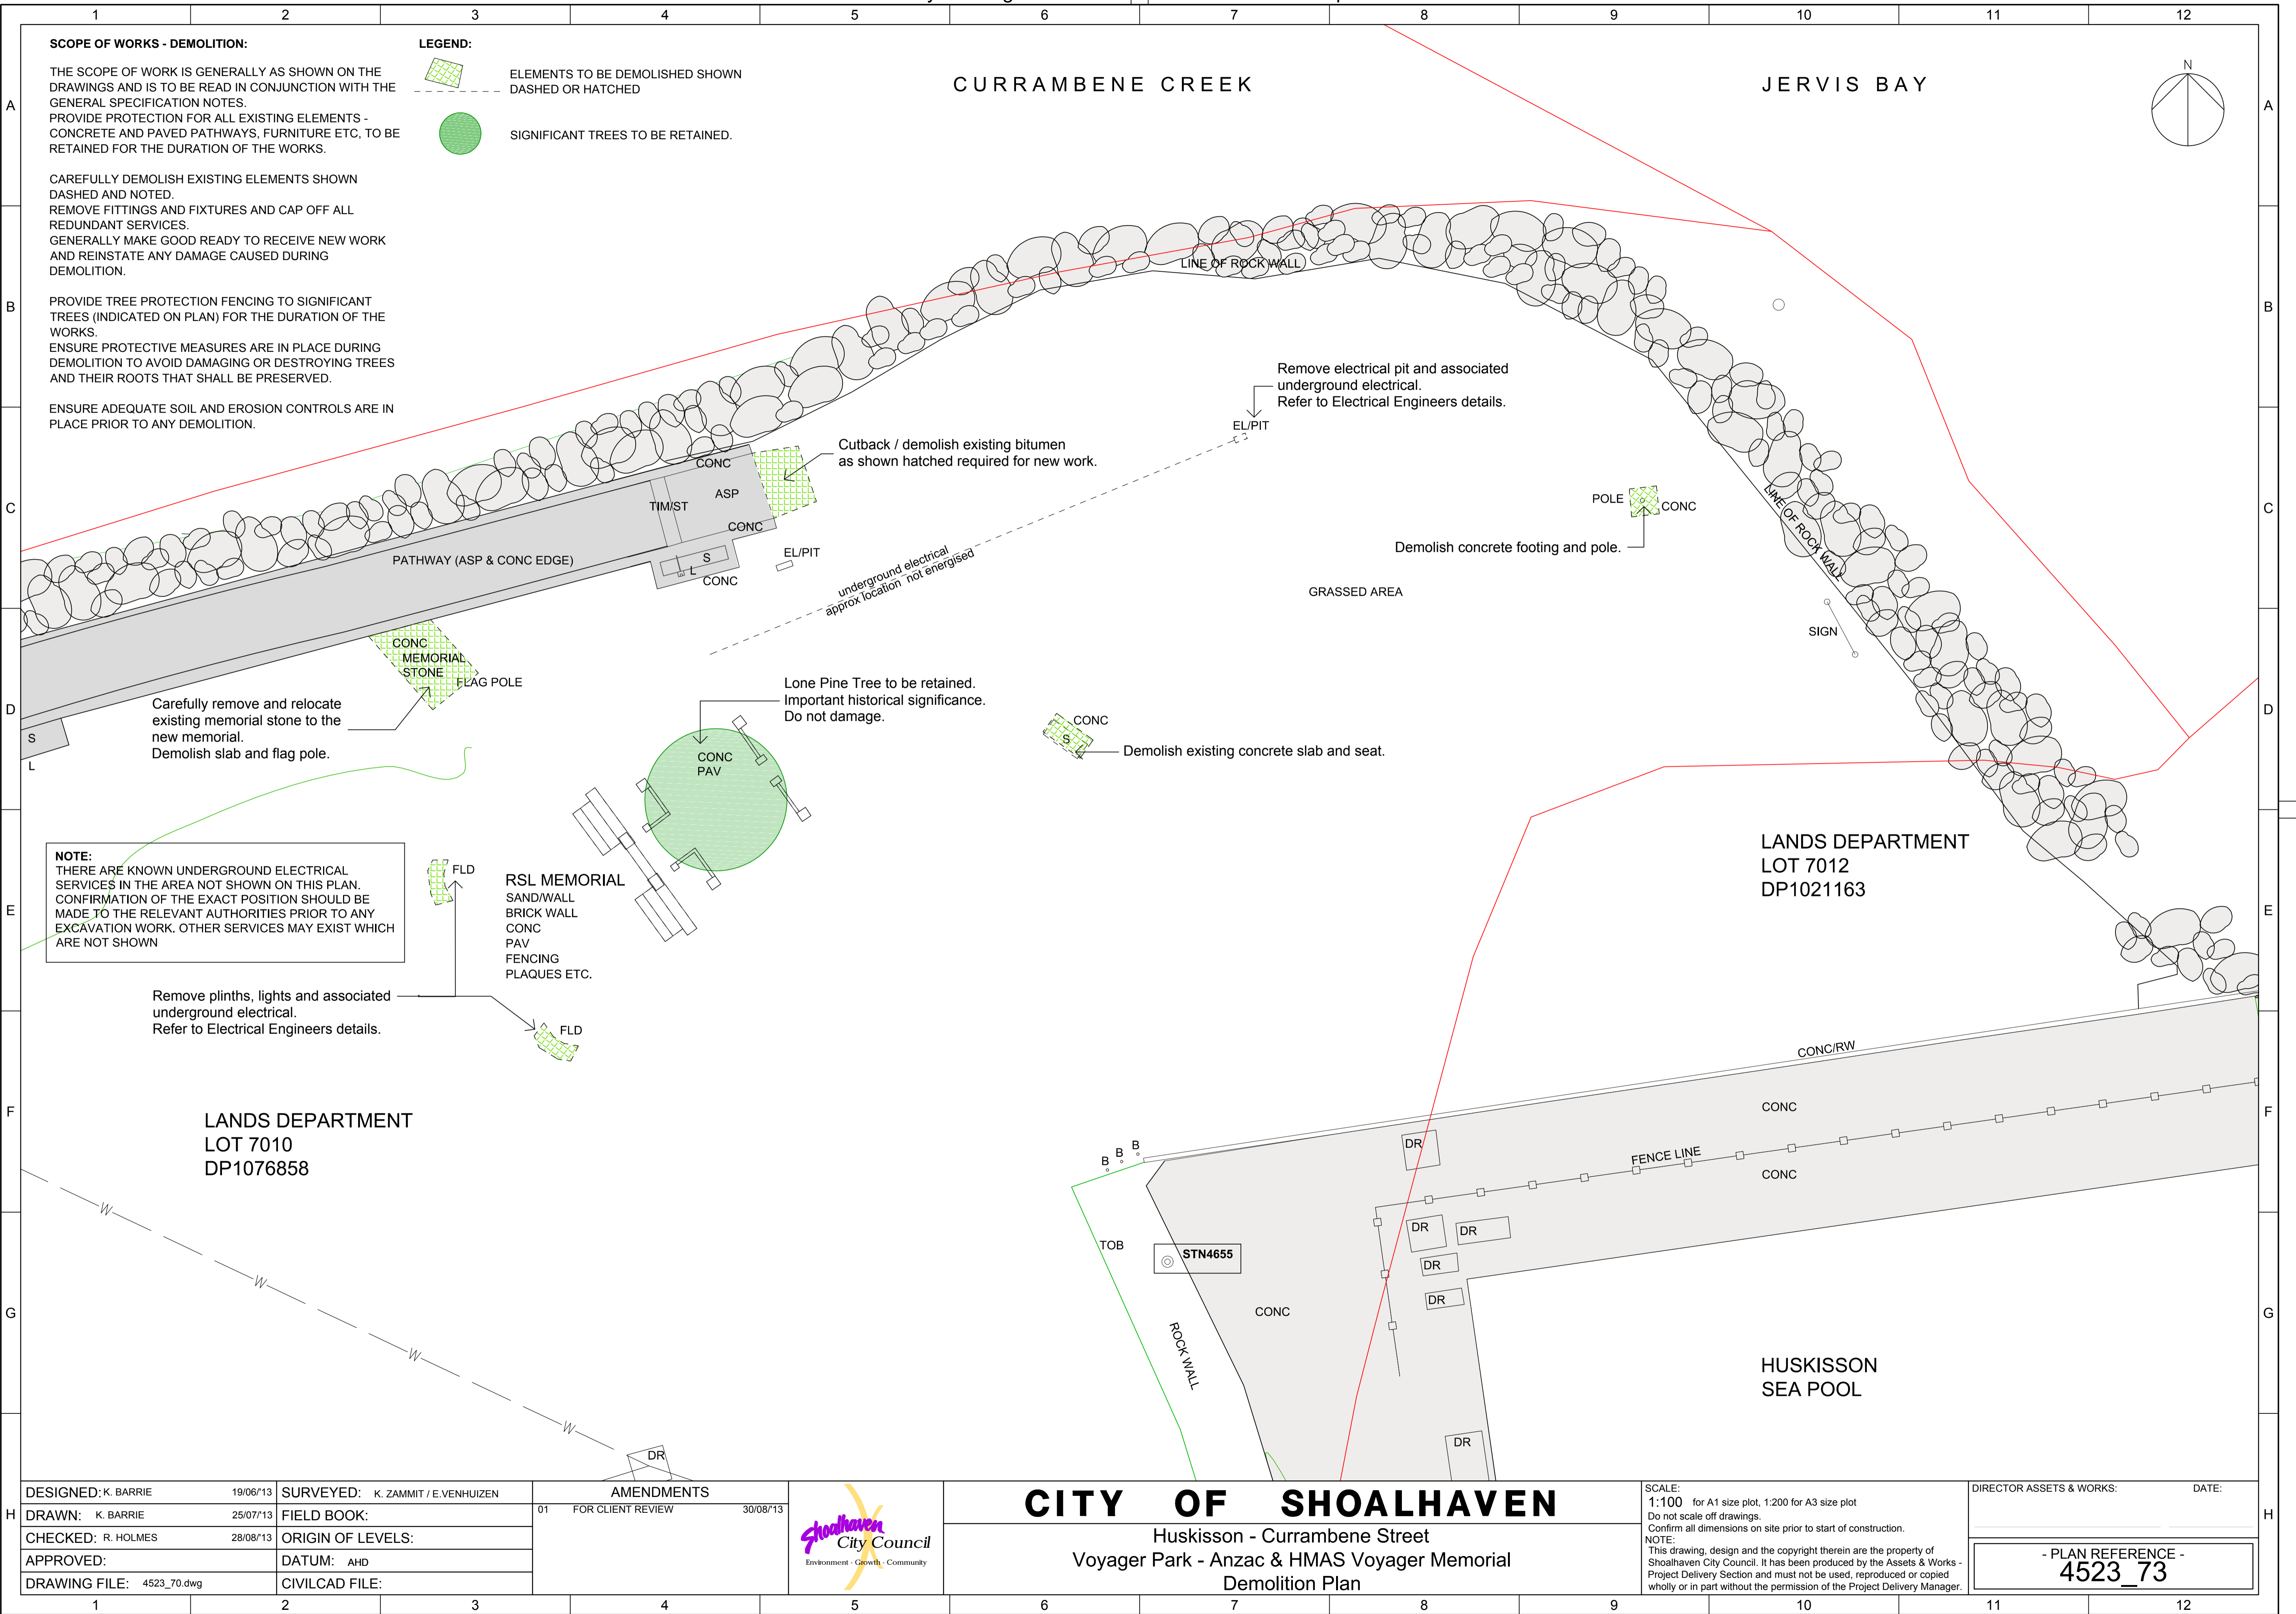 1 2 3 4 5 6 7 8 9 10 11 12
A
B
C
D
E
F
G
H
SCOPE OF WORKS - DEMOLITION:
THE SCOPE OF WORK IS GENERALLY AS SHOWN ON THE
DRAWINGS AND IS TO BE READ IN CONJUNCTION WITH THE
GENERAL SPECIFICATION NOTES.
PROVIDE PROTECTION FOR ALL EXISTING ELEMENTS -
CONCRETE AND PAVED PATHWAYS, FURNITURE ETC, TO BE
RETAINED FOR THE DURATION OF THE WORKS.
CAREFULLY DEMOLISH EXISTING ELEMENTS SHOWN
DASHED AND NOTED.
REMOVE FITTINGS AND FIXTURES AND CAP OFF ALL
REDUNDANT SERVICES.
GENERALLY MAKE GOOD READY TO RECEIVE NEW WORK
AND REINSTATE ANY DAMAGE CAUSED DURING
DEMOLITION.
PROVIDE TREE PROTECTION FENCING TO SIGNIFICANT
TREES (INDICATED ON PLAN) FOR THE DURATION OF THE
WORKS.
ENSURE PROTECTIVE MEASURES ARE IN PLACE DURING
DEMOLITION TO AVOID DAMAGING OR DESTROYING TREES
AND THEIR ROOTS THAT SHALL BE PRESERVED.
ENSURE ADEQUATE SOIL AND EROSION CONTROLS ARE IN
PLACE PRIOR TO ANY DEMOLITION.
LEGEND:
ELEMENTS TO BE DEMOLISHED SHOWN
DASHED OR HATCHED
SIGNIFICANT TREES TO BE RETAINED.
CURRAMBENE CREEK
JERVIS BAY
N
LINE OF ROCK WALL
Remove electrical pit and associated
underground electrical.
Refer to Electrical Engineers details.
EL/PIT
Cutback / demolish existing bitumen
as shown hatched required for new work.
CONC
ASP
TIM/ST
CONC
S
L
CONC
EL/PIT
PATHWAY (ASP & CONC EDGE)
underground electrical
approx location not energised
POLE
CONC
Demolish concrete footing and pole.
GRASSED AREA
LINE OF ROCK WALL
SIGN
CONC
MEMORIAL
STONE
FLAG POLE
Carefully remove and relocate
existing memorial stone to the
new memorial.
Demolish slab and flag pole.
S
L
Lone Pine Tree to be retained.
Important historical significance.
Do not damage.
CONC
PAV
CONC
S
Demolish existing concrete slab and seat.
NOTE:
THERE ARE KNOWN UNDERGROUND ELECTRICAL
SERVICES IN THE AREA NOT SHOWN ON THIS PLAN.
CONFIRMATION OF THE EXACT POSITION SHOULD BE
MADE TO THE RELEVANT AUTHORITIES PRIOR TO ANY
EXCAVATION WORK. OTHER SERVICES MAY EXIST WHICH
ARE NOT SHOWN
FLD
RSL MEMORIAL
SAND/WALL
BRICK WALL
CONC
PAV
FENCING
PLAQUES ETC.
Remove plinths, lights and associated
underground electrical.
Refer to Electrical Engineers details.
FLD
LANDS DEPARTMENT
LOT 7012
DP1021163
LANDS DEPARTMENT
LOT 7010
DP1076858
W
W
W
W
DR
CONC/RW
CONC
FENCE LINE
CONC
B B B
DR
DR
DR
DR
DR
DR
TOB
STN4655
CONC
ROCK WALL
HUSKISSON
SEA POOL
DESIGNED: K. BARRIE 19/06/'13
DRAWN: K. BARRIE 25/07/'13
CHECKED: R. HOLMES 28/08/'13
APPROVED:
DRAWING FILE: 4523_70.dwg
SURVEYED: K. ZAMMIT / E.VENHUIZEN
FIELD BOOK:
ORIGIN OF LEVELS:
DATUM: AHD
CIVILCAD FILE:
AMENDMENTS
01 FOR CLIENT REVIEW 30/08/'13
Shoalhaven
City Council
Environment - Growth - Community
CITY OF SHOALHAVEN
Huskisson - Currambene Street
Voyager Park - Anzac & HMAS Voyager Memorial
Demolition Plan
SCALE:
1:100 for A1 size plot, 1:200 for A3 size plot
Do not scale off drawings.
Confirm all dimensions on site prior to start of construction.
NOTE:
This drawing, design and the copyright therein are the property of
Shoalhaven City Council. It has been produced by the Assets & Works -
Project Delivery Section and must not be used, reproduced or copied
wholly or in part without the permission of the Project Delivery Manager.
DIRECTOR ASSETS & WORKS: DATE:
- PLAN REFERENCE -
4523_73
A
B
C
D
E
F
G
H
1 2 3 4 5 6 7 8 9 10 11 12